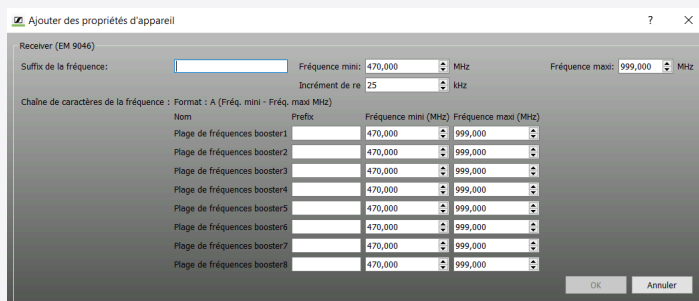 Ajouter des propriétés d'appareil ? ×
Receiver (EM 9046)
Suffix de la fréquence: Fréquence mini: 470,000 MHz Fréquence maxi: 999,000 MHz
Incrément de re 25 kHz
Chaîne de caractères de la fréquence : Format : A (Fréq. mini - Fréq. maxi MHz)
Nom Prefix Fréquence mini (MHz) Fréquence maxi (MHz)
Plage de fréquences booster1 470,000 999,000
Plage de fréquences booster2 470,000 999,000
Plage de fréquences booster3 470,000 999,000
Plage de fréquences booster4 470,000 999,000
Plage de fréquences booster5 470,000 999,000
Plage de fréquences booster6 470,000 999,000
Plage de fréquences booster7 470,000 999,000
Plage de fréquences booster8 470,000 999,000
OK Annuler